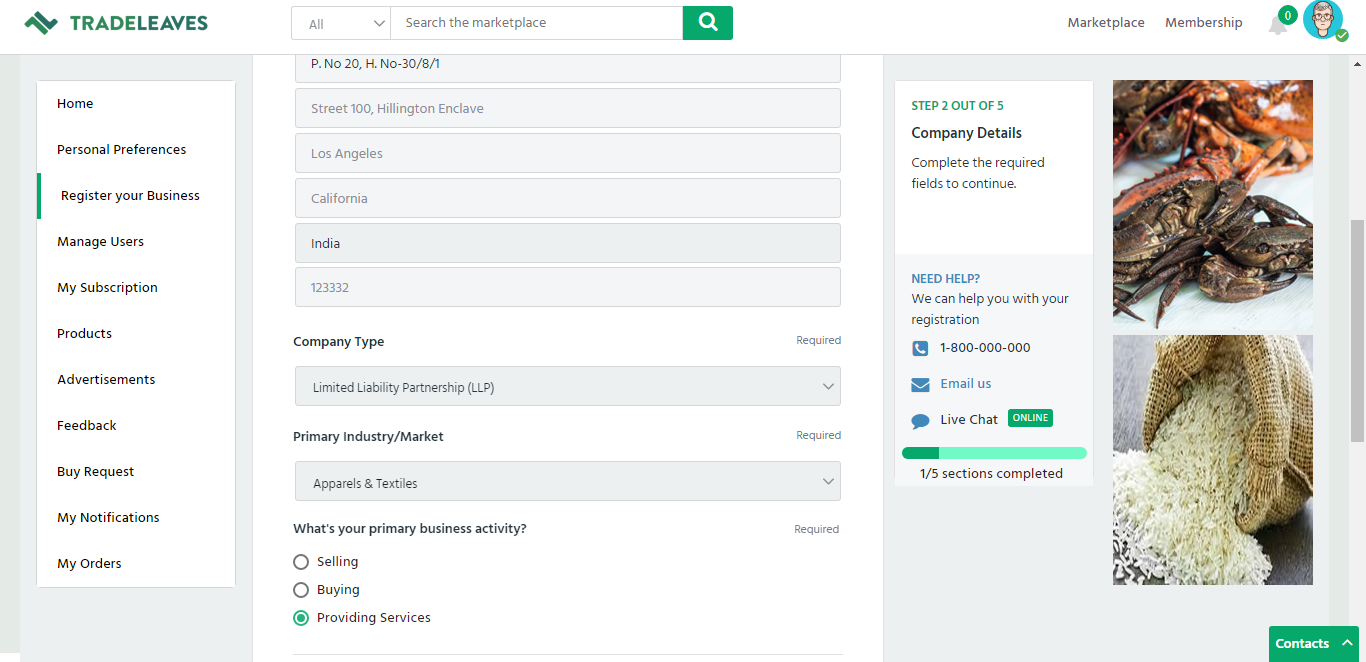 TRADELEAVES
All
Search the marketplace
Marketplace
Membership
0
Home
Personal Preferences
Register your Business
Manage Users
My Subscription
Products
Advertisements
Feedback
Buy Request
My Notifications
My Orders
P. No 20, H. No-30/8/1
Street 100, Hillington Enclave
Los Angeles
California
India
123332
Company Type
Required
Limited Liability Partnership (LLP)
Primary Industry/Market
Required
Apparels & Textiles
What's your primary business activity?
Required
Selling
Buying
Providing Services
STEP 2 OUT OF 5
Company Details
Complete the required
fields to continue.
NEED HELP?
We can help you with your
registration
1-800-000-000
Email us
Live Chat ONLINE
1/5 sections completed
Contacts